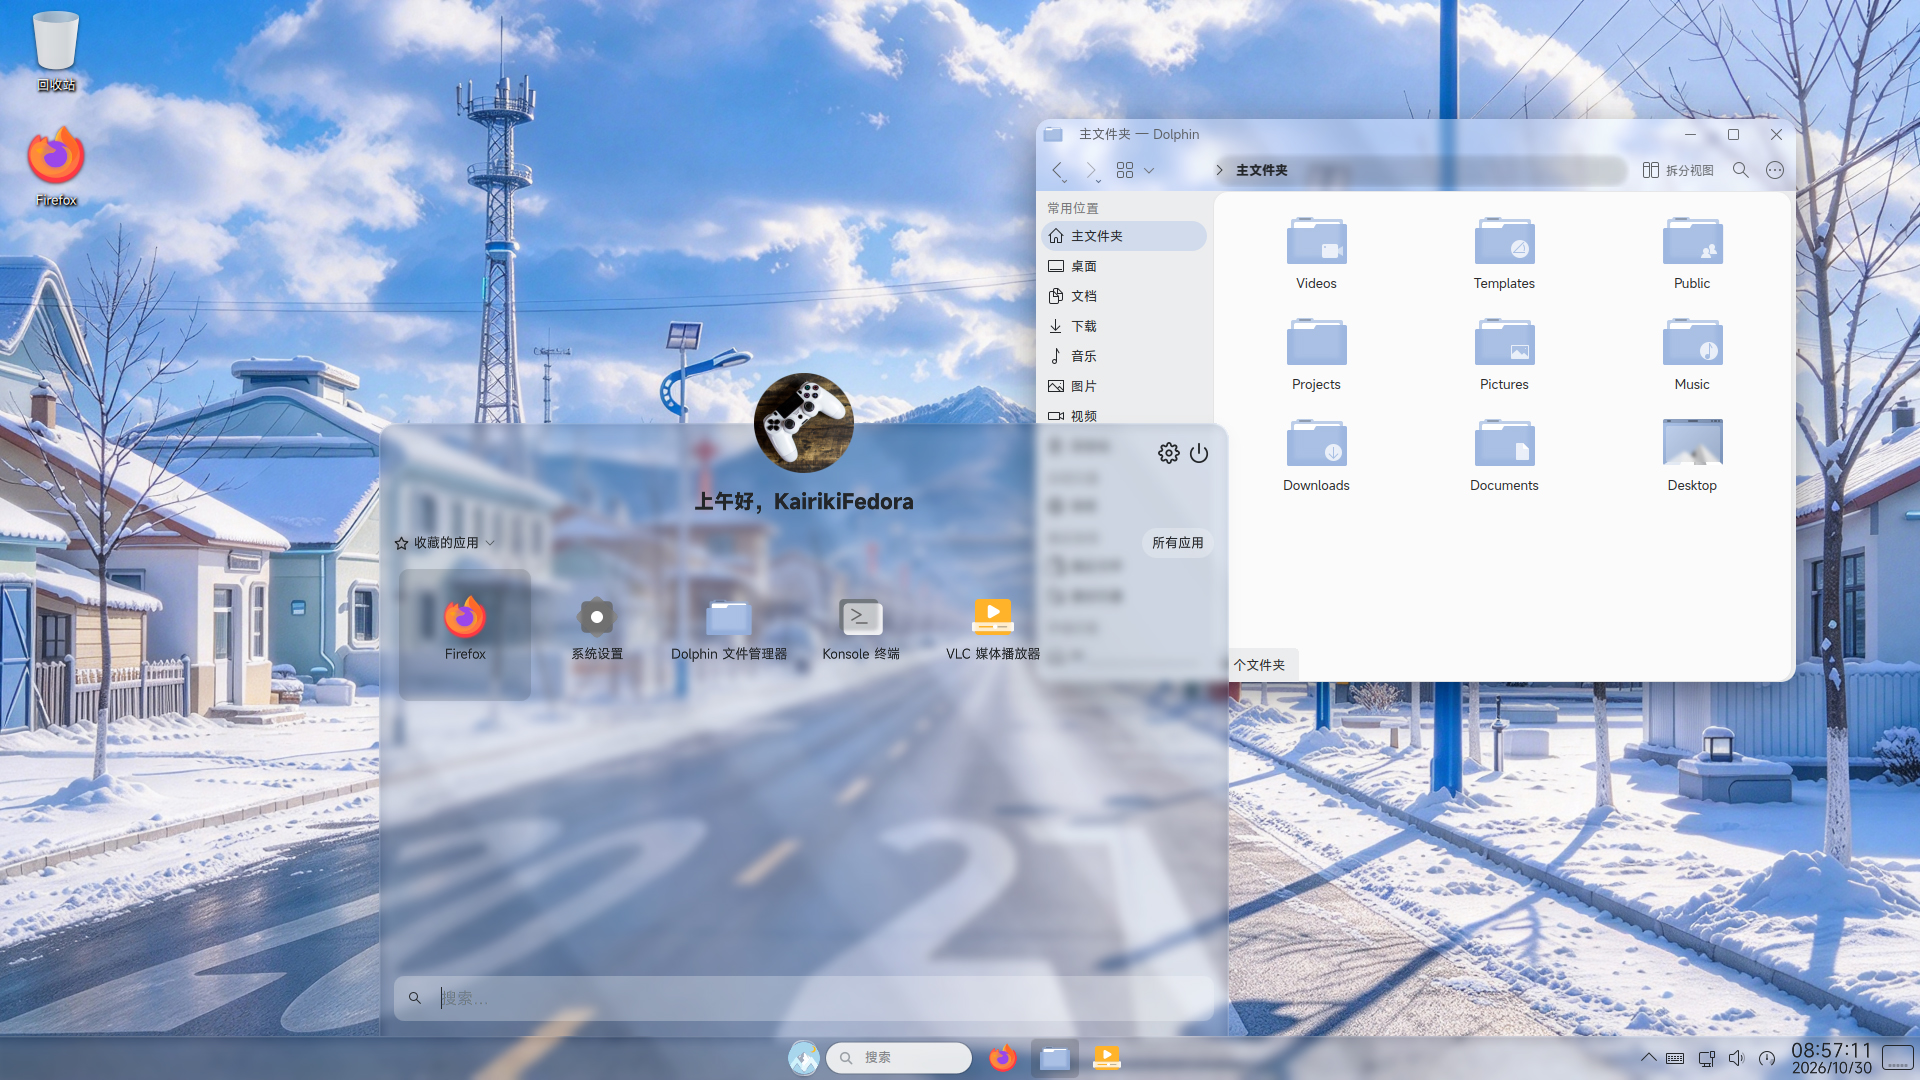 回收站
Firefox
主文件夹 — Dolphin
主文件夹
拆分视图
常用位置
主文件夹
桌面
文档
下载
音乐
图片
视频
Videos
Templates
Public
Projects
Pictures
Music
Downloads
Documents
Desktop
个文件夹
上午好，KairikiFedora
收藏的应用
所有应用
Firefox
系统设置
Dolphin 文件管理器
Konsole 终端
VLC 媒体播放器
搜索...
搜索
08:57:11
2026/10/30